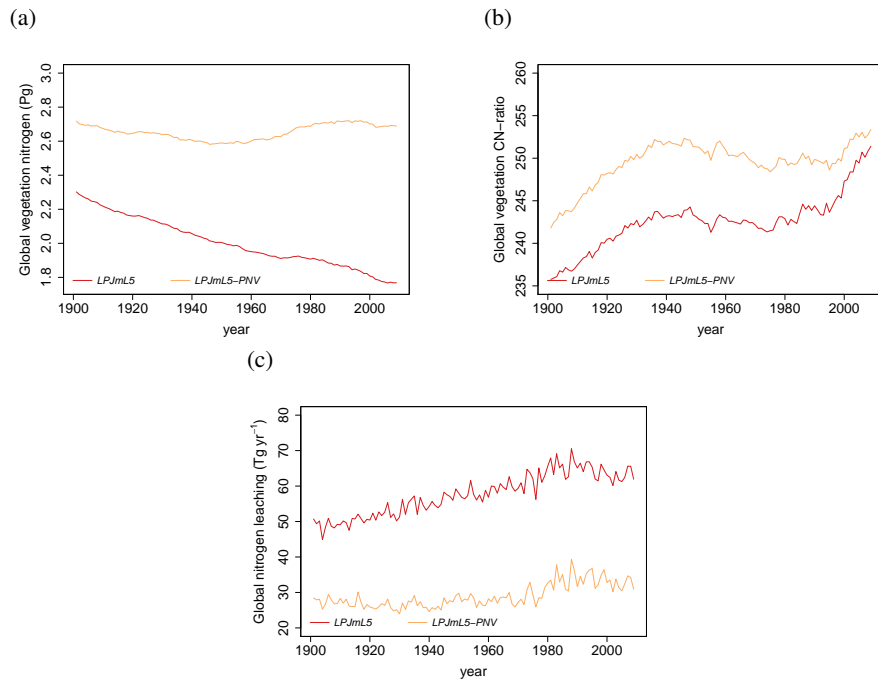 (a)
Global vegetation nitrogen (Pg)
3.0
2.8
2.6
2.4
2.2
2.0
1.8
LPJmL5 LPJmL5−PNV
1900 1920 1940 1960 1980 2000
year
(b)
Global vegetation CN−ratio
260
255
250
245
240
235
LPJmL5 LPJmL5−PNV
1900 1920 1940 1960 1980 2000
year
(c)
Global nitrogen leaching (Tg yr−1)
80
70
60
50
40
30
20
LPJmL5 LPJmL5−PNV
1900 1920 1940 1960 1980 2000
year